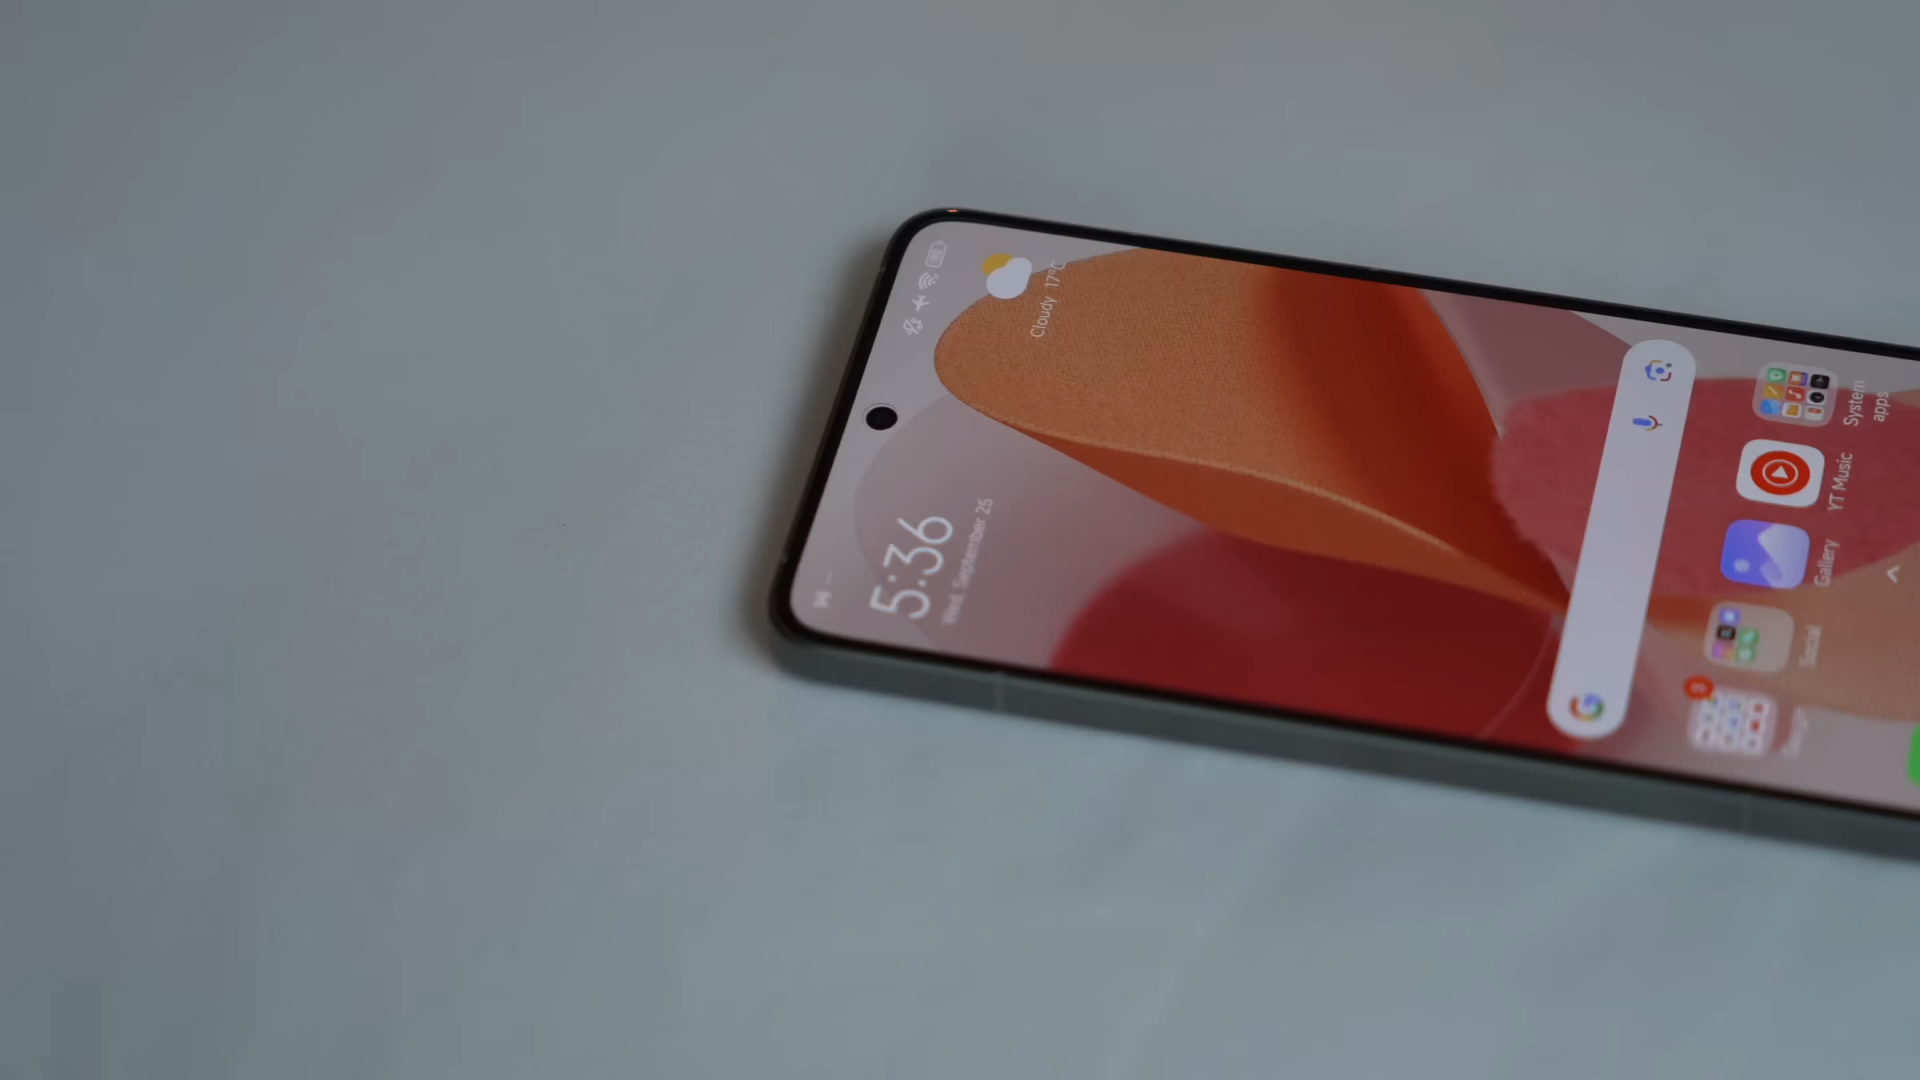 5:36
Wed, September 25
Cloudy 17°C
System
apps
YT Music
Gallery
Social